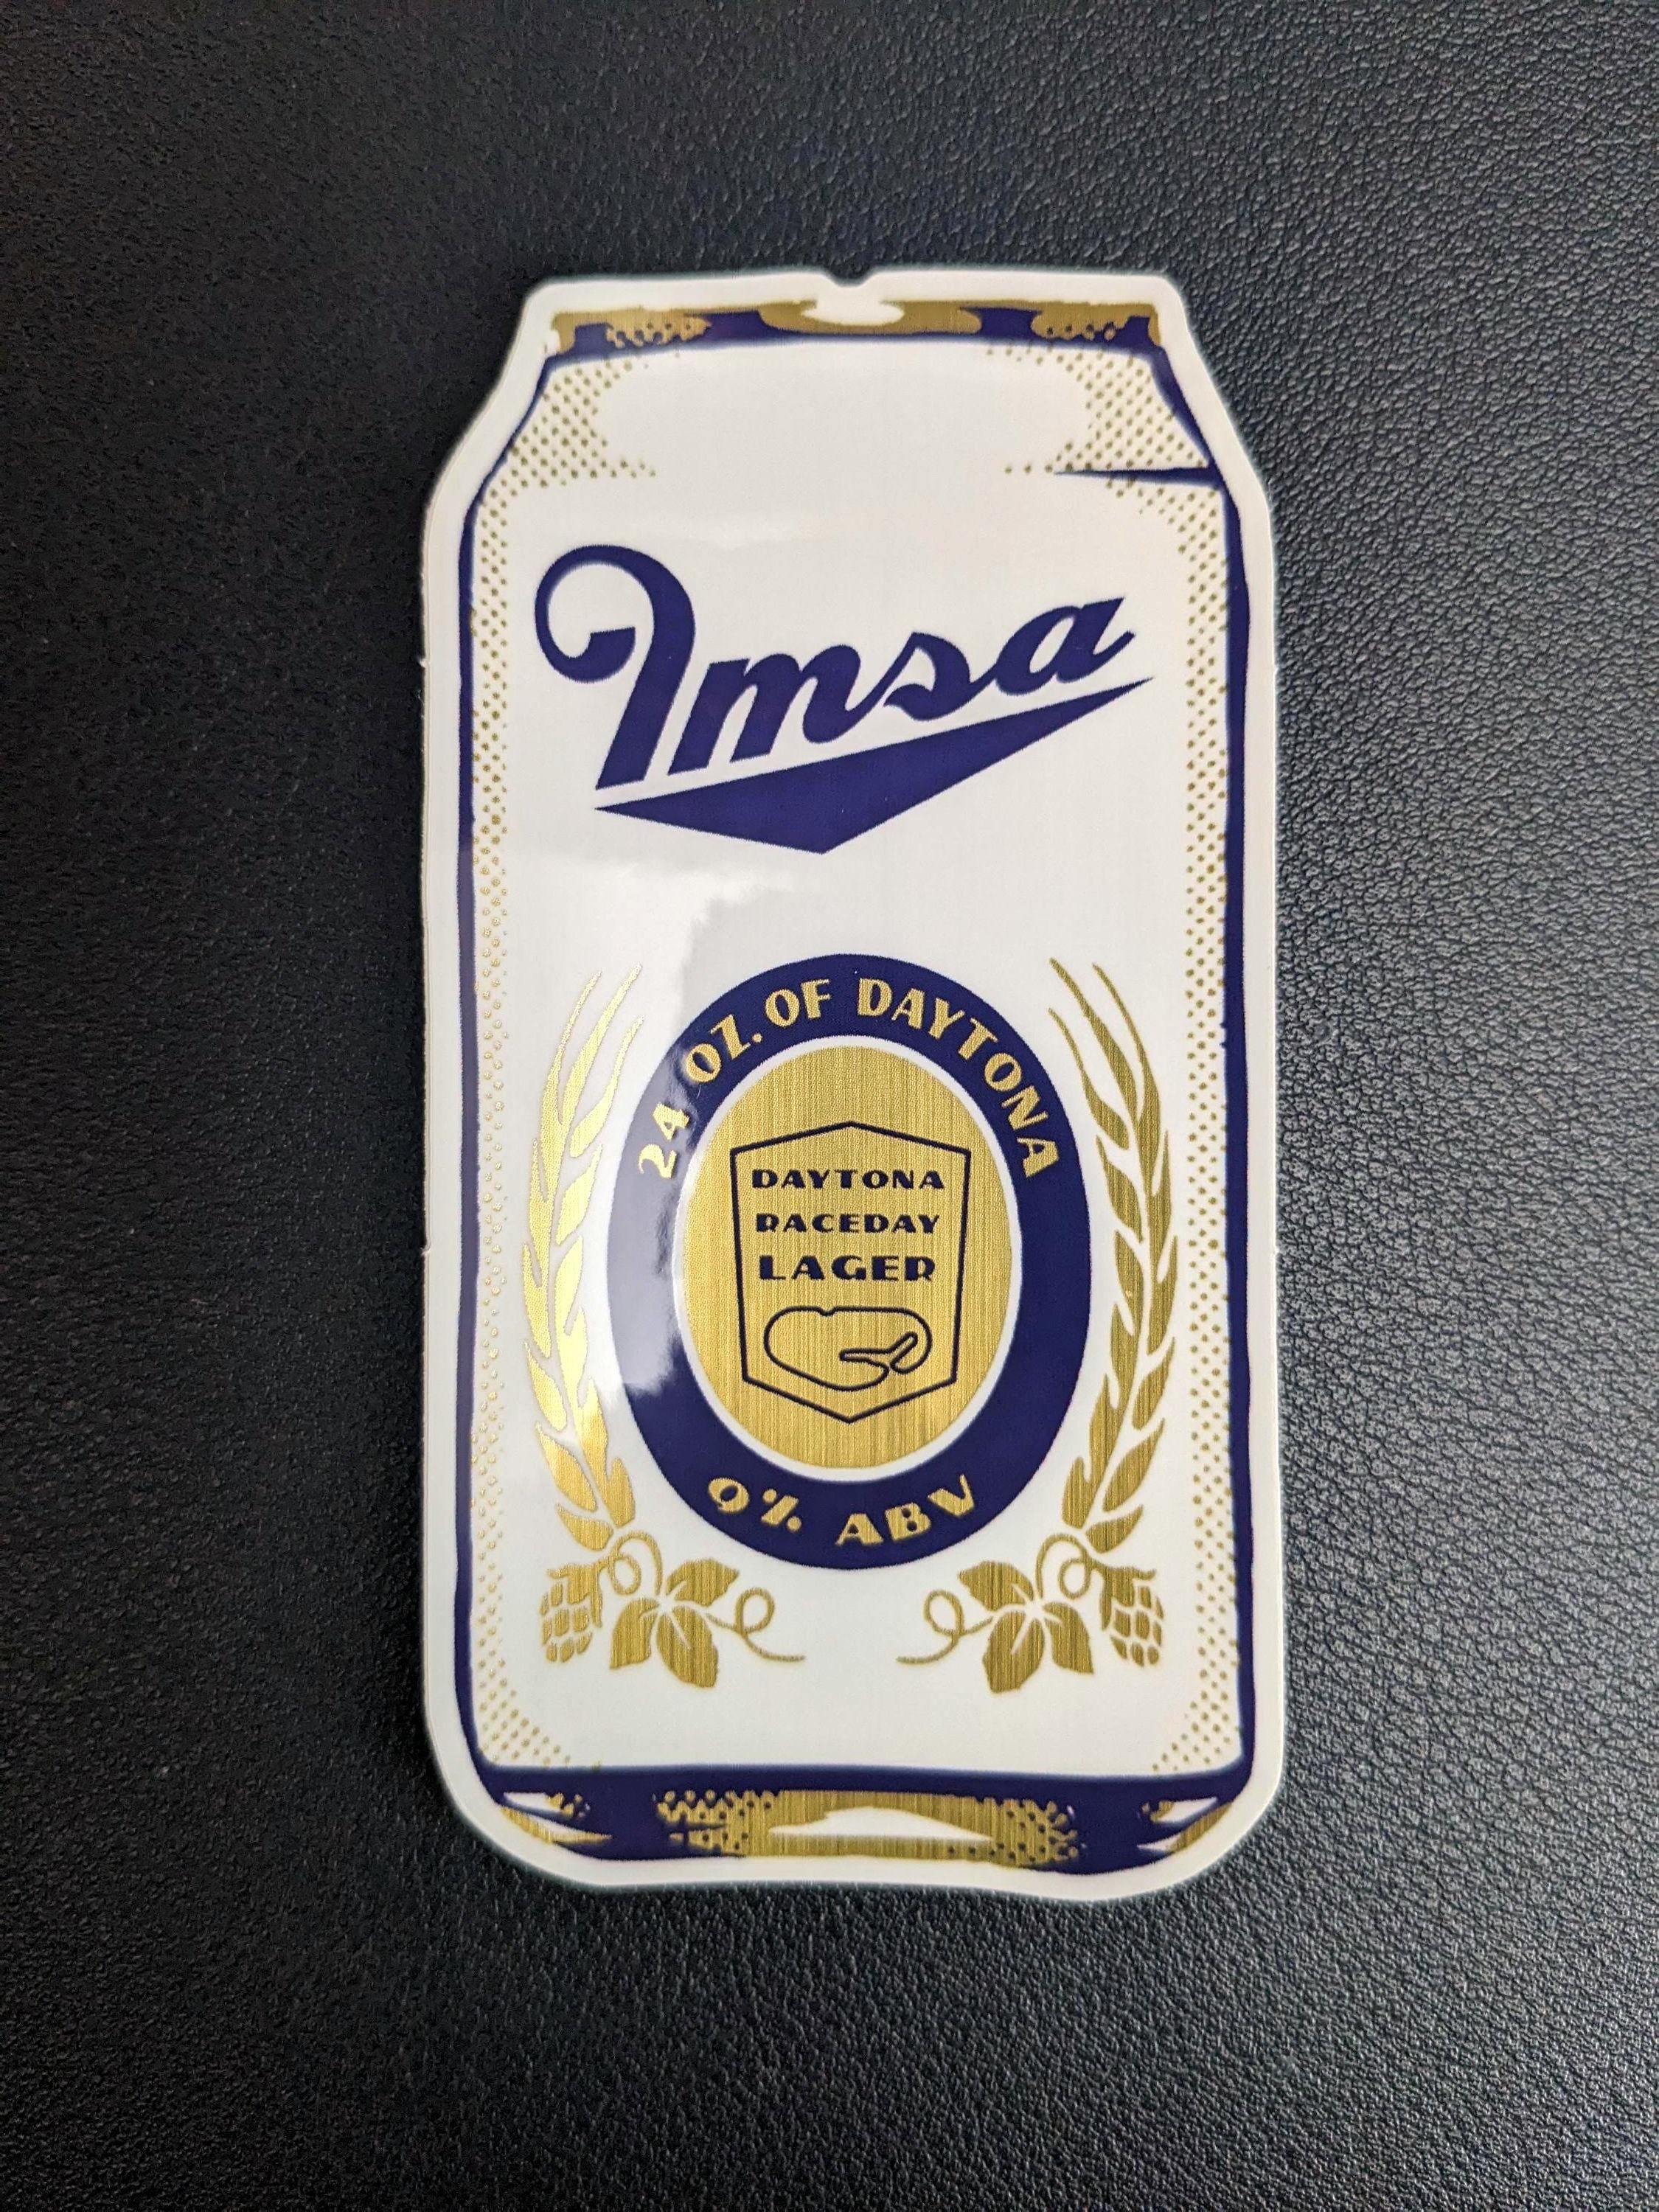 Imsa
24 OZ. OF DAYTONA
DAYTONA
RACEDAY
LAGER
9% ABV